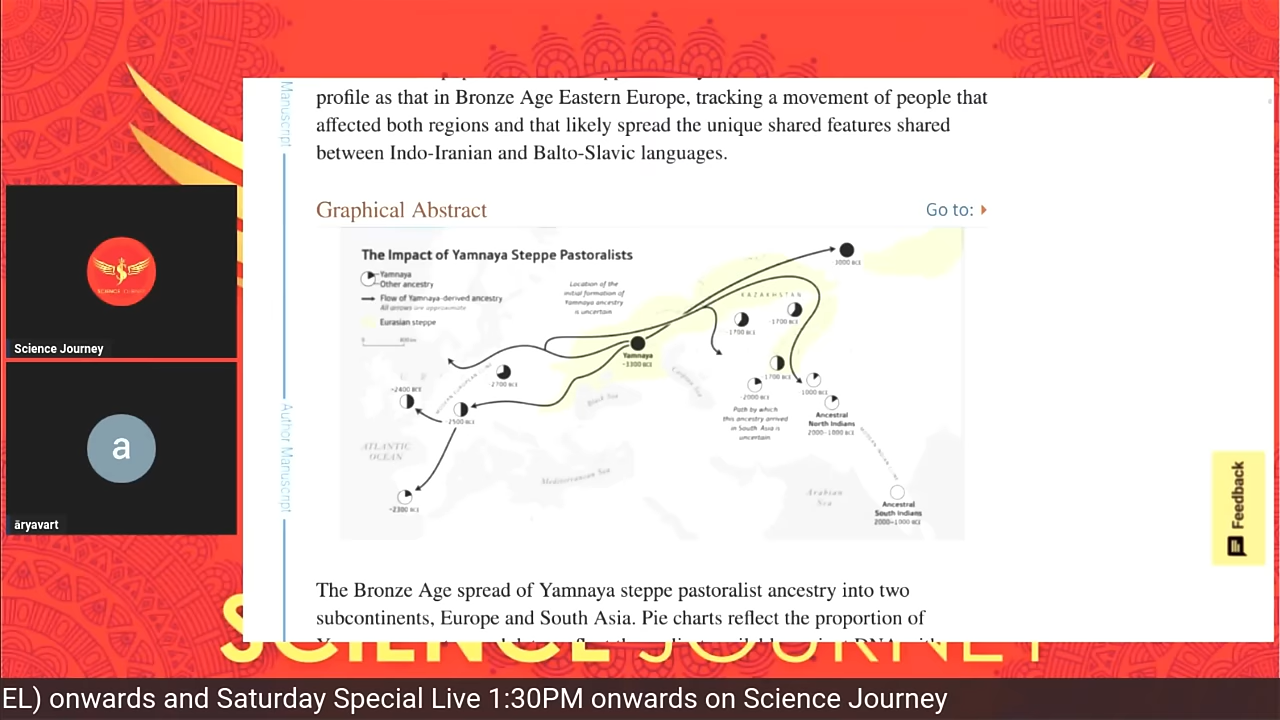 profile as that in Bronze Age Eastern Europe, tracking a movement of people that
affected both regions and that likely spread the unique shared features shared
between Indo-Iranian and Balto-Slavic languages.
Manuscript
Graphical Abstract
Go to:
The Impact of Yamnaya Steppe Pastoralists
Yamnaya
Other ancestry
Flow of Yamnaya-derived ancestry
All arrows are approximate
Eurasian steppe
Location of the
initial formation of
Yamnaya ancestry
is uncertain
3000 BCE
KAZAKHSTAN
~1700 BCE
~1700 BCE
Yamnaya
~3300 BCE
2700 BCE
~2400 BCE
~2500 BCE
1700 BCE
~2000 BCE
1000 BCE
Black Sea
Caspian Sea
Path by which
this ancestry arrived
in South Asia is
uncertain
Ancestral
North Indians
2000–1000 BCE
ATLANTIC
OCEAN
Mediterranean Sea
Arabian
Sea
~2300 BCE
Ancestral
South Indians
2000–1000 BCE
Author Manuscript
The Bronze Age spread of Yamnaya steppe pastoralist ancestry into two
subcontinents, Europe and South Asia. Pie charts reflect the proportion of
Science Journey
a
āryavart
Feedback
SCIENCE JOURNEY
EL) onwards and Saturday Special Live 1:30PM onwards on Science Journey